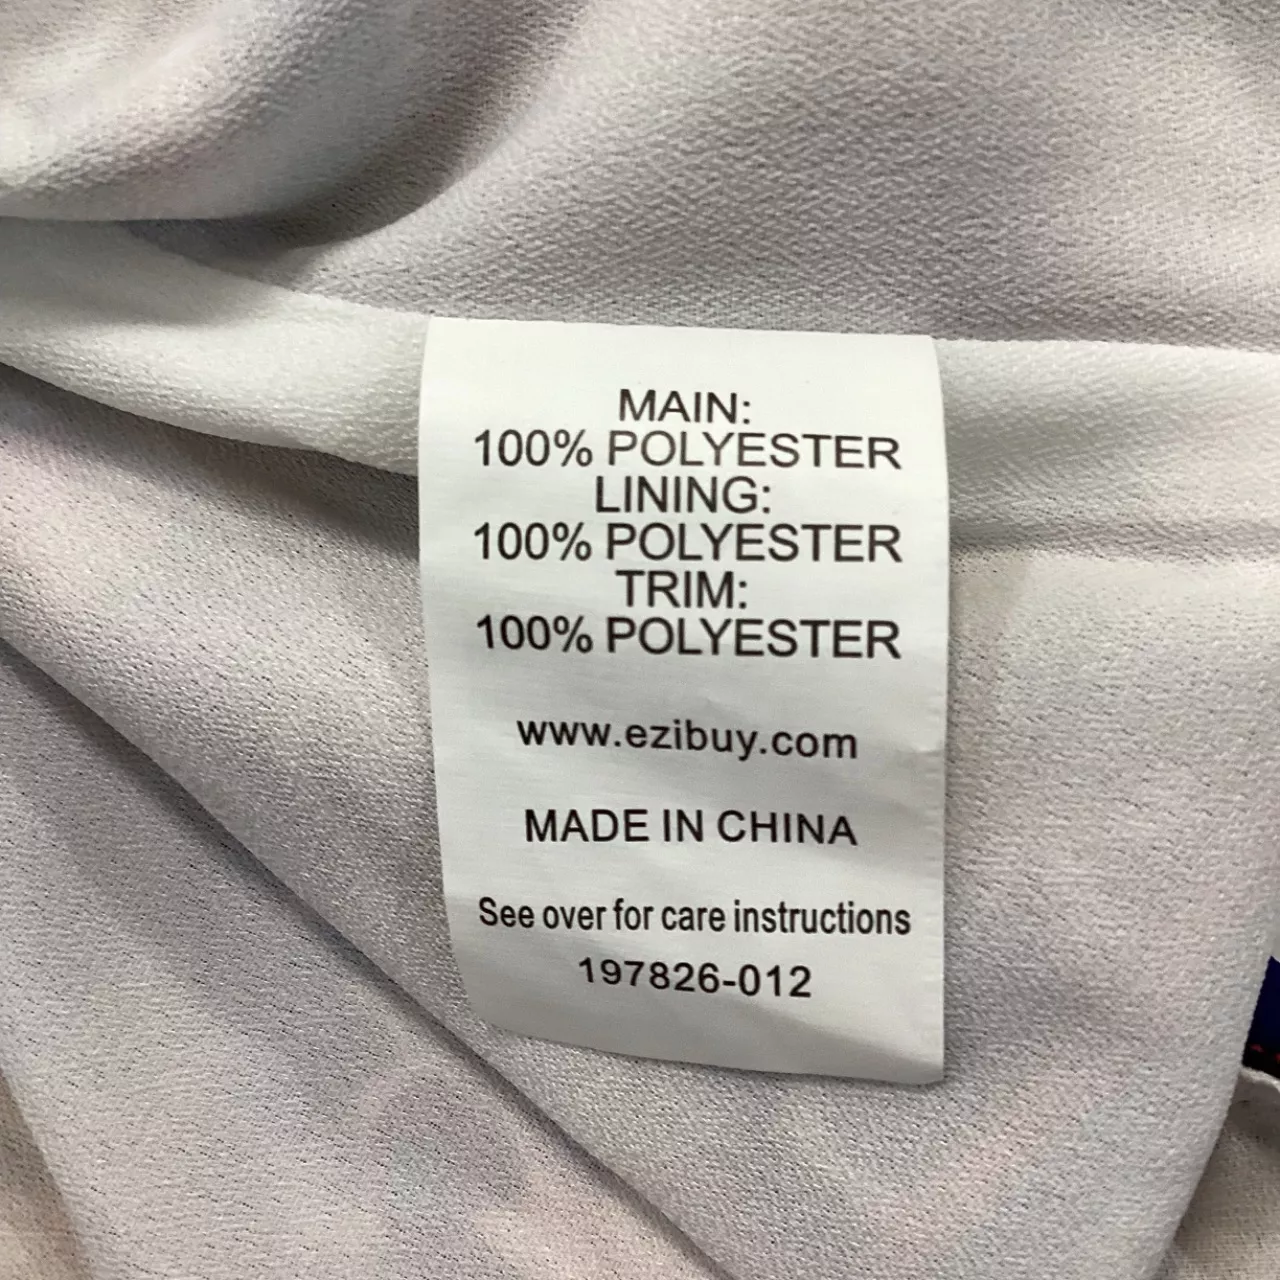 MAIN:
100% POLYESTER
LINING:
100% POLYESTER
TRIM:
100% POLYESTER
www.ezibuy.com
MADE IN CHINA
See over for care instructions
197826-012